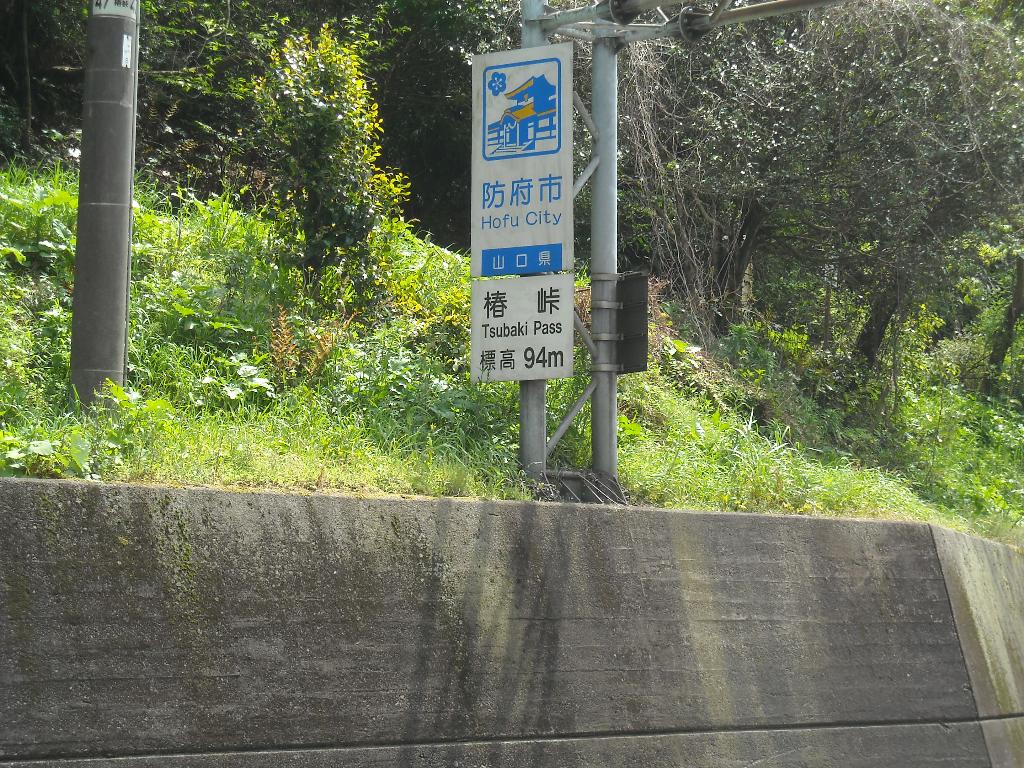 防府市
Hofu City
山口県
椿 峠
Tsubaki Pass
標高 94m